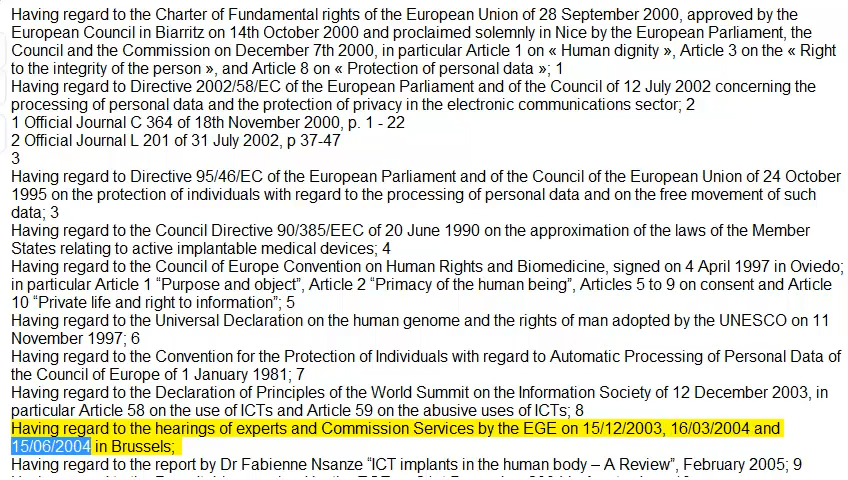 Having regard to the Charter of Fundamental rights of the European Union of 28 September 2000, approved by the
European Council in Biarritz on 14th October 2000 and proclaimed solemnly in Nice by the European Parliament, the
Council and the Commission on December 7th 2000, in particular Article 1 on « Human dignity », Article 3 on the « Right
to the integrity of the person », and Article 8 on « Protection of personal data »; 1
Having regard to Directive 2002/58/EC of the European Parliament and of the Council of 12 July 2002 concerning the
processing of personal data and the protection of privacy in the electronic communications sector; 2
1 Official Journal C 364 of 18th November 2000, p. 1 - 22
2 Official Journal L 201 of 31 July 2002, p 37-47
3
Having regard to Directive 95/46/EC of the European Parliament and of the Council of the European Union of 24 October
1995 on the protection of individuals with regard to the processing of personal data and on the free movement of such
data; 3
Having regard to the Council Directive 90/385/EEC of 20 June 1990 on the approximation of the laws of the Member
States relating to active implantable medical devices; 4
Having regard to the Council of Europe Convention on Human Rights and Biomedicine, signed on 4 April 1997 in Oviedo;
in particular Article 1 “Purpose and object”, Article 2 “Primacy of the human being”, Articles 5 to 9 on consent and Article
10 “Private life and right to information”; 5
Having regard to the Universal Declaration on the human genome and the rights of man adopted by the UNESCO on 11
November 1997; 6
Having regard to the Convention for the Protection of Individuals with regard to Automatic Processing of Personal Data of
the Council of Europe of 1 January 1981; 7
Having regard to the Declaration of Principles of the World Summit on the Information Society of 12 December 2003, in
particular Article 58 on the use of ICTs and Article 59 on the abusive uses of ICTs; 8
Having regard to the hearings of experts and Commission Services by the EGE on 15/12/2003, 16/03/2004 and
15/06/2004 in Brussels;
Having regard to the report by Dr Fabienne Nsanze “ICT implants in the human body – A Review”, February 2005; 9